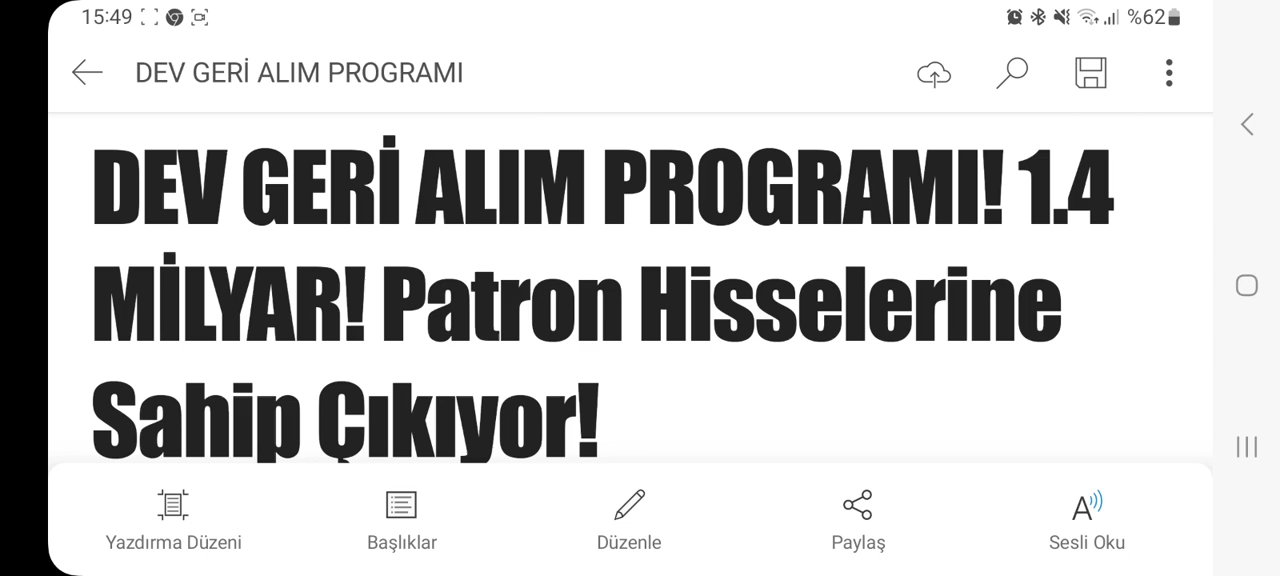 15:49 %62
DEV GERİ ALIM PROGRAMI
DEV GERİ ALIM PROGRAMI! 1.4
MİLYAR! Patron Hisselerine
Sahip Çıkıyor!
Yazdırma Düzeni Başlıklar Düzenle Paylaş Sesli Oku